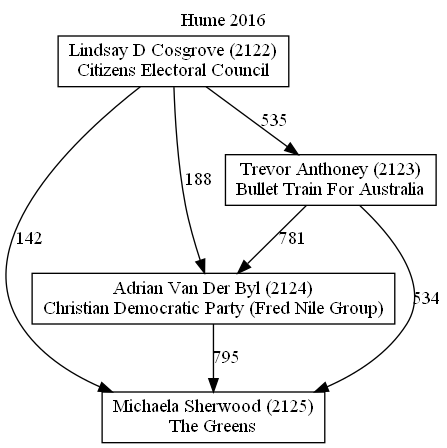 Hume 2016
Lindsay D Cosgrove (2122)
Citizens Electoral Council
535
Trevor Anthoney (2123)
Bullet Train For Australia
188
142
781
534
Adrian Van Der Byl (2124)
Christian Democratic Party (Fred Nile Group)
795
Michaela Sherwood (2125)
The Greens